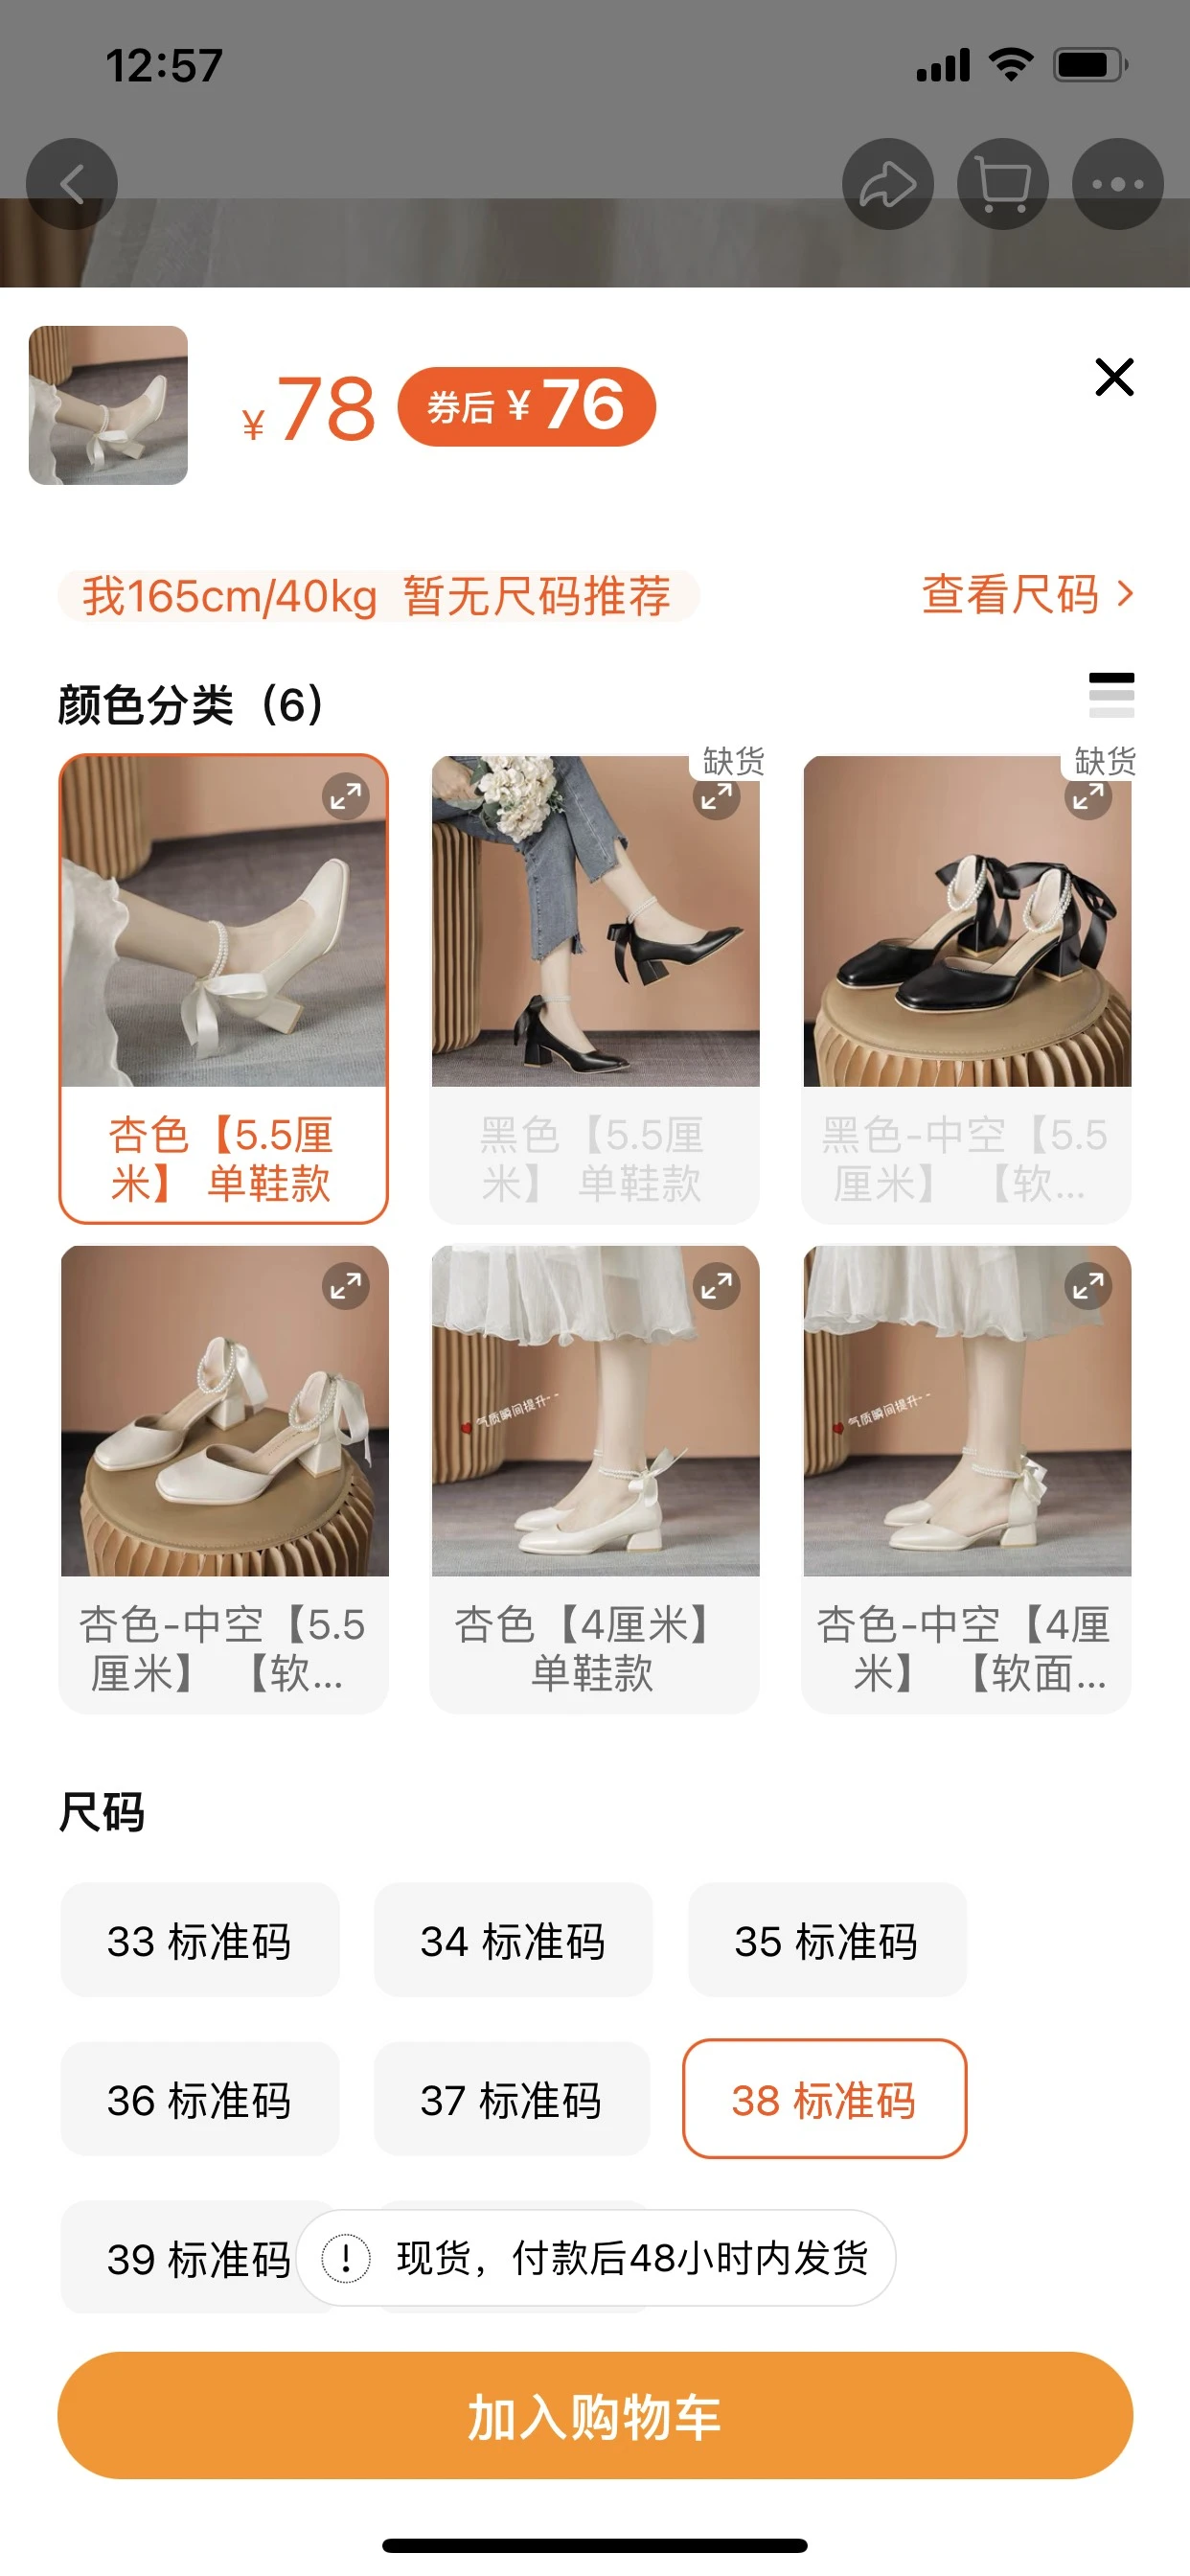 12:57
¥78 券后 ¥76
我165cm/40kg 暂无尺码推荐
查看尺码
颜色分类（6）
缺货
缺货
杏色【5.5厘
米】 单鞋款
黑色【5.5厘
米】 单鞋款
黑色-中空【5.5
厘米】 【软...
气质瞬间提升- -
气质瞬间提升- -
杏色-中空【5.5
厘米】 【软...
杏色【4厘米】
单鞋款
杏色-中空【4厘
米】 【软面...
尺码
33 标准码
34 标准码
35 标准码
36 标准码
37 标准码
38 标准码
39 标准码
现货，付款后48小时内发货
加入购物车